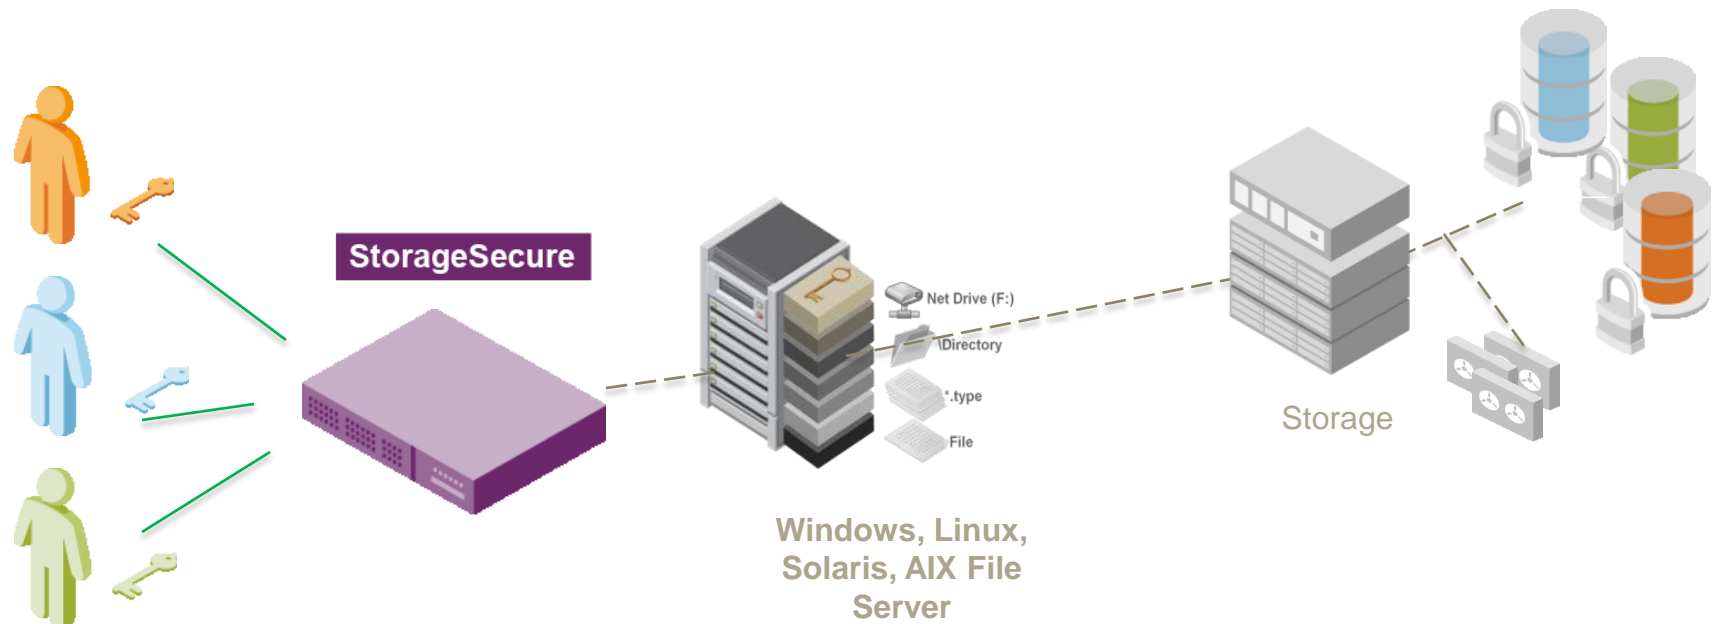 StorageSecure
Net Drive (F:)
\Directory
*.type
File
Storage
Windows, Linux,
Solaris, AIX File
Server